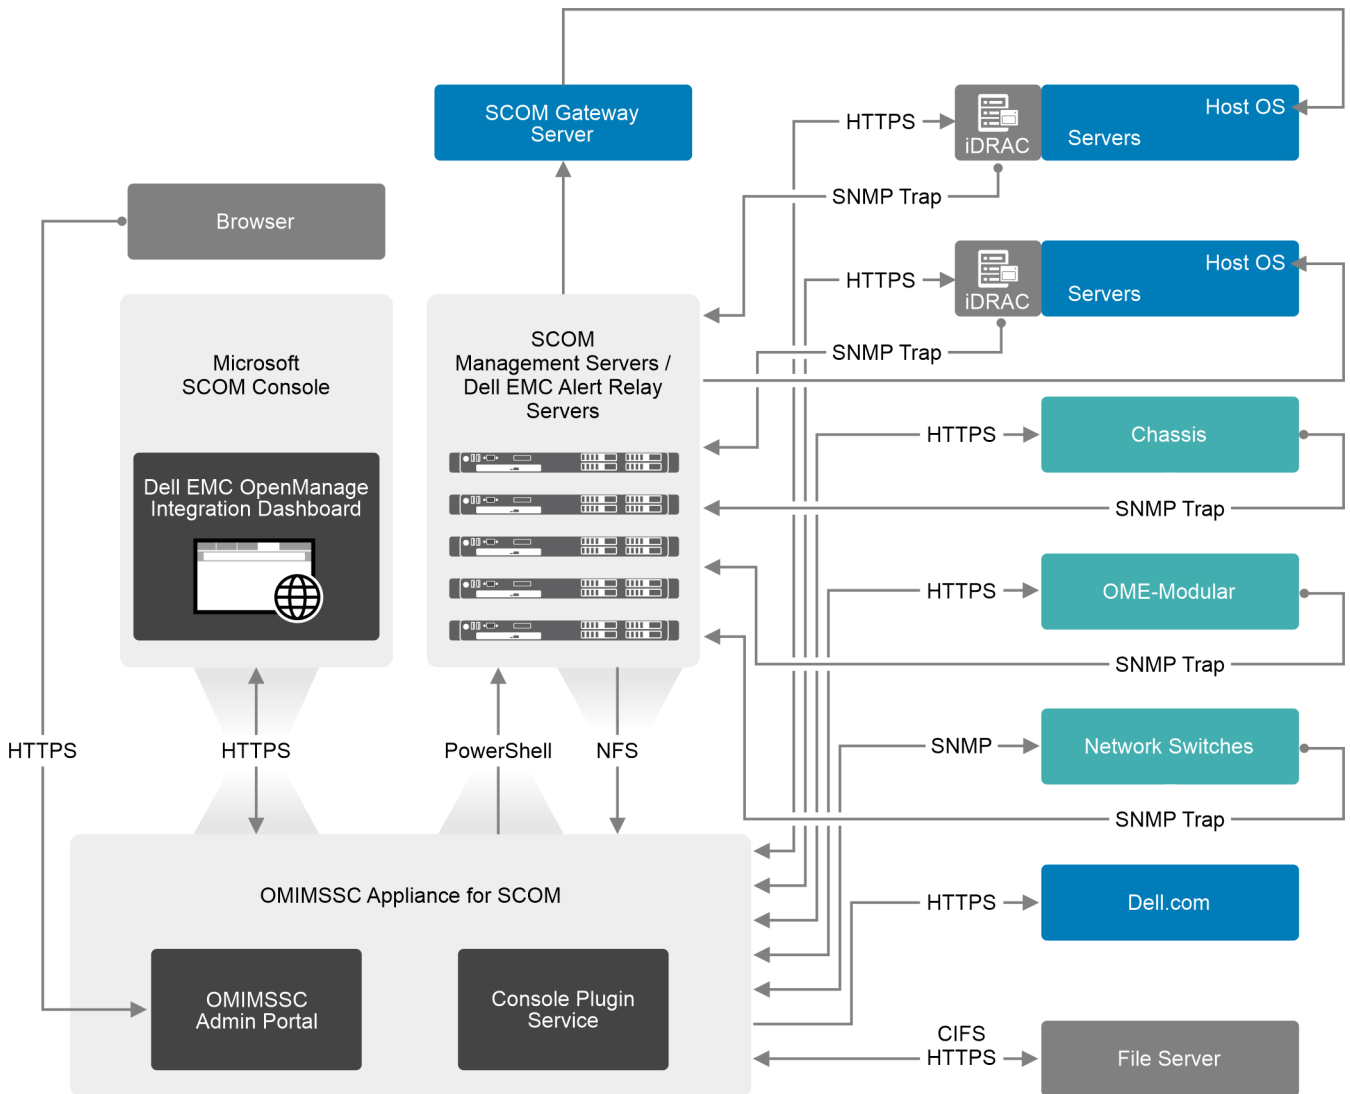 SCOM Gateway
Server
HTTPS
iDRAC
Host OS
Servers
SNMP Trap
Browser
HTTPS
iDRAC
Host OS
Servers
SNMP Trap
Microsoft
SCOM Console
SCOM
Management Servers /
Dell EMC Alert Relay
Servers
Dell EMC OpenManage
Integration Dashboard
HTTPS
Chassis
SNMP Trap
HTTPS
OME-Modular
SNMP Trap
HTTPS
HTTPS
PowerShell
NFS
SNMP
Network Switches
SNMP Trap
OMIMSSC Appliance for SCOM
HTTPS
Dell.com
OMIMSSC
Admin Portal
Console Plugin
Service
CIFS
HTTPS
File Server